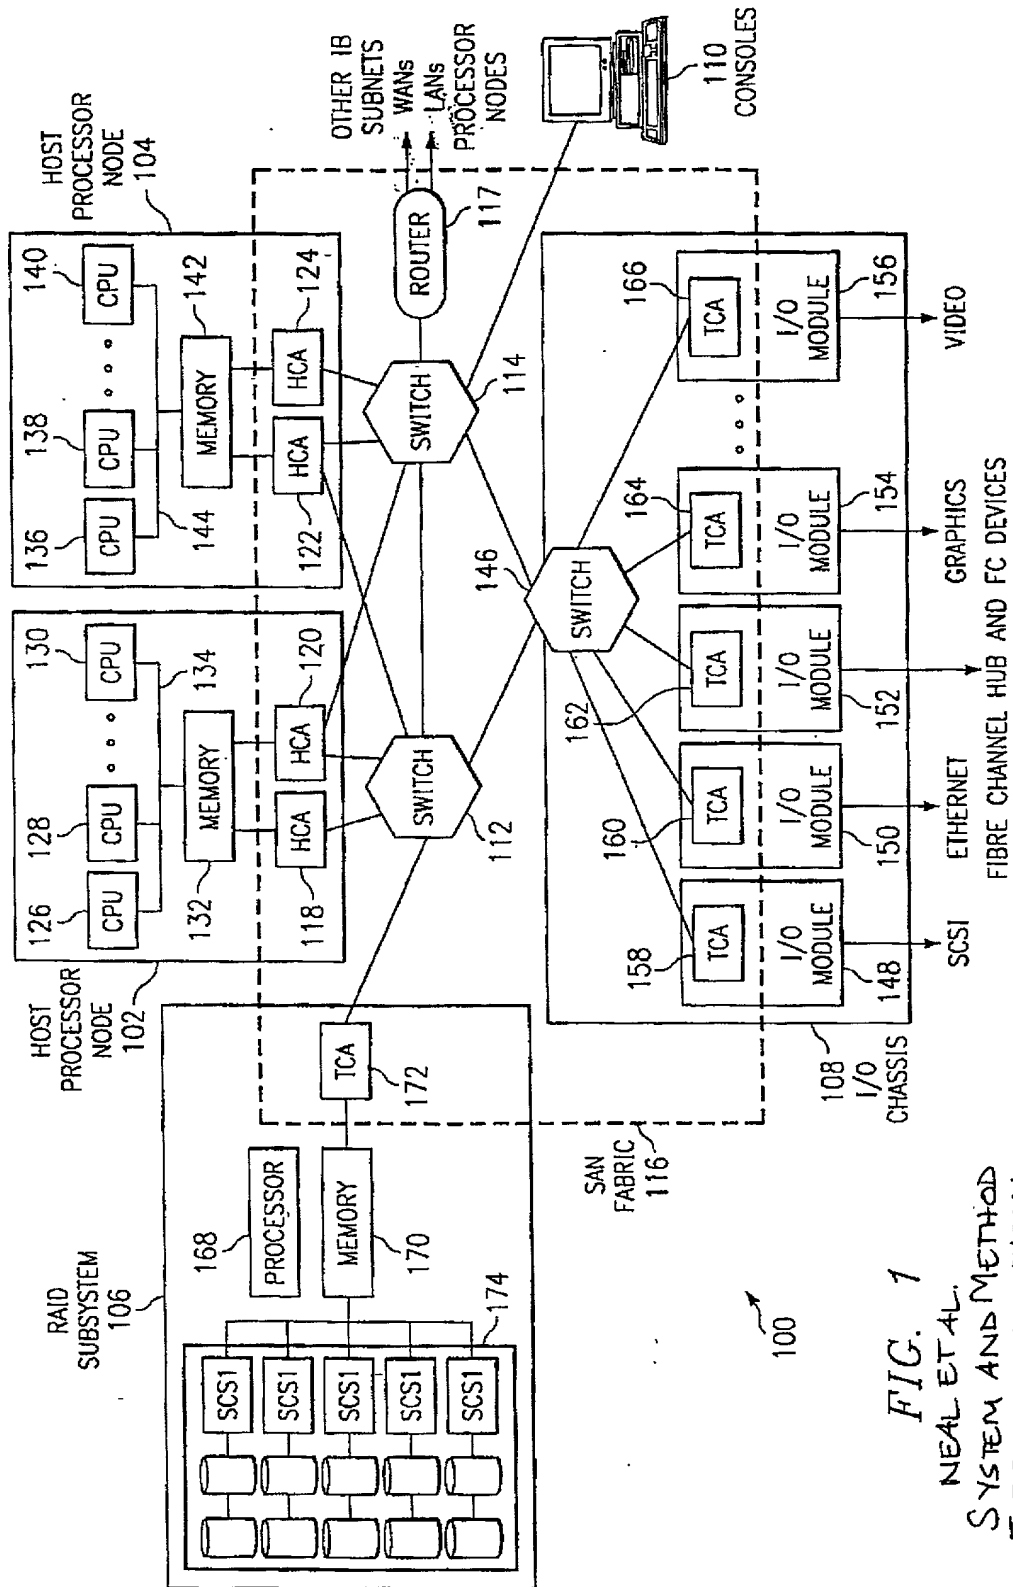 RAID
SUBSYSTEM
106
HOST
PROCESSOR
NODE
102
HOST
PROCESSOR
NODE
104
126
CPU
128
CPU
130
CPU
134
MEMORY
132
118
HCA
HCA
120
136
CPU
138
CPU
140
CPU
144
MEMORY
142
122
HCA
HCA
124
168
PROCESSOR
MEMORY
170
TCA
172
SCS1
SCS1
SCS1
SCS1
SCS1
174
SWITCH
112
SWITCH
114
ROUTER
117
OTHER IB
SUBNETS
WANs
LANs
PROCESSOR
NODES
110
CONSOLES
SAN
FABRIC
116
146
SWITCH
158
TCA
I/O
MODULE
148
SCSI
160
TCA
I/O
MODULE
150
ETHERNET
162
TCA
I/O
MODULE
152
FIBRE CHANNEL HUB AND FC DEVICES
164
TCA
I/O
MODULE
154
GRAPHICS
166
TCA
I/O
MODULE
156
VIDEO
108
I/O
CHASSIS
100
FIG. 1
NEAL ET AL.
SYSTEM AND METHOD